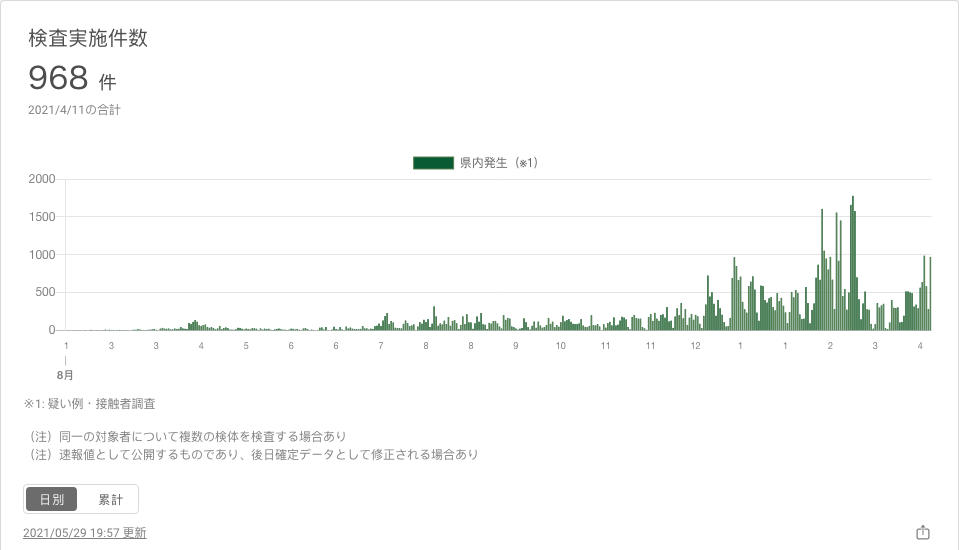 検査実施件数
968 件
2021/4/11の合計
県内発生（※1）
2000
1500
1000
500
0
1 3 3 4 5 6 6 7 8 8 9 10 11 11 12 1 1 2 3 4
8月
※1: 疑い例・接触者調査
（注）同一の対象者について複数の検体を検査する場合あり
（注）速報値として公開するものであり、後日確定データとして修正される場合あり
日別 累計
2021/05/29 19:57 更新